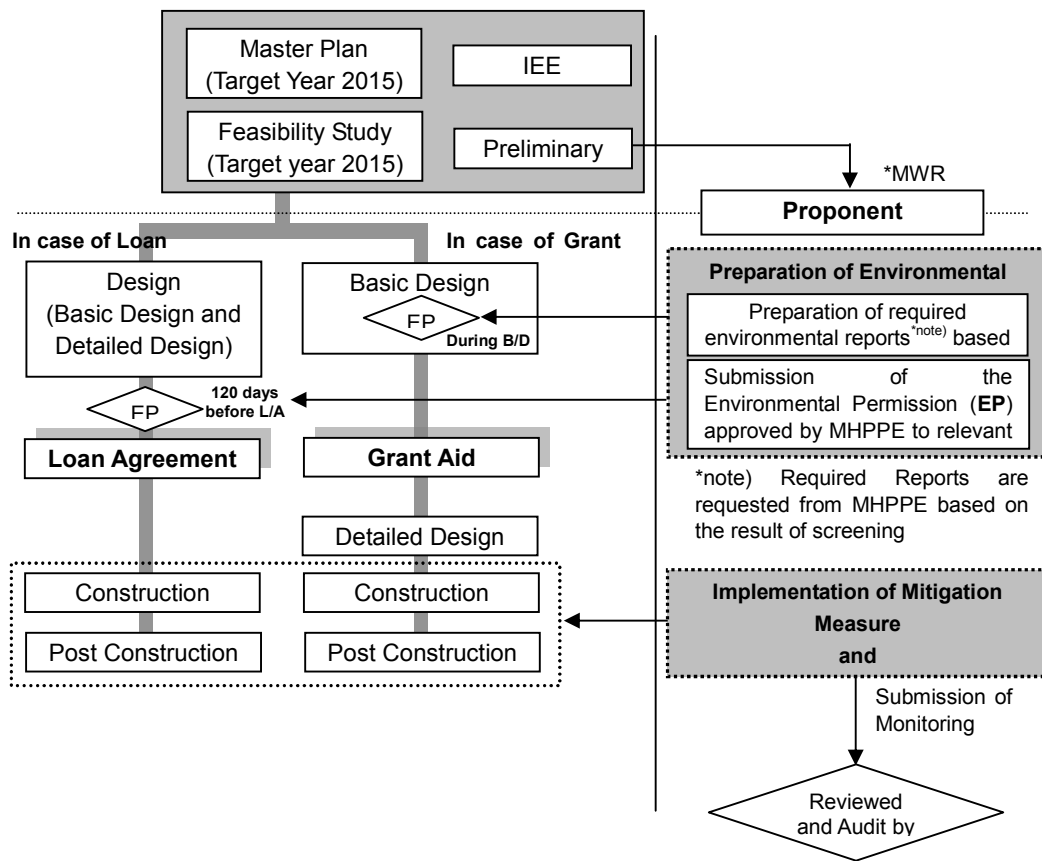 Master Plan
(Target Year 2015)
IEE
Feasibility Study
(Target year 2015)
Preliminary
*MWR
Proponent
In case of Loan
In case of Grant
Design
(Basic Design and
Detailed Design)
Basic Design
EP
During B/D
Preparation of Environmental
Preparation of required
environmental reports*note) based
Submission of the
Environmental Permission (EP)
approved by MHPPE to relevant
EP
120 days
before L/A
Loan Agreement
Grant Aid
*note) Required Reports are
requested from MHPPE based on
the result of screening
Detailed Design
Construction
Construction
Post Construction
Post Construction
Implementation of Mitigation
Measure
and
Submission of
Monitoring
Reviewed
and Audit by